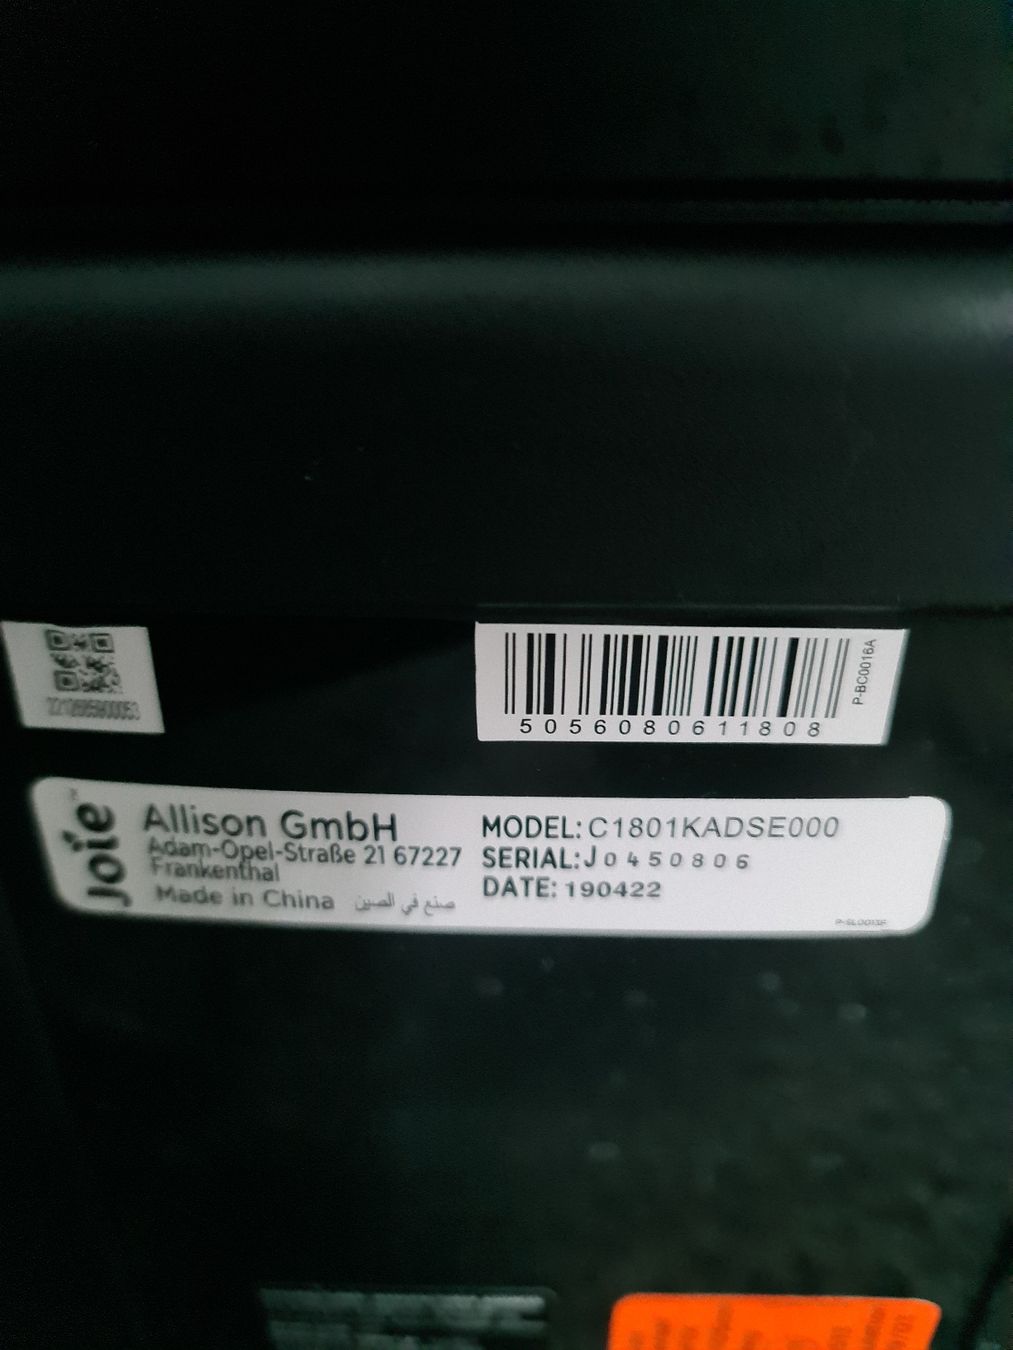 P-BC0016A
5056080611808
Joie
Allison GmbH
Adam-Opel-Straße 21 67227
Frankenthal
Made in China صنع في الصين
MODEL: C1801KADSE000
SERIAL: J0450806
DATE: 190422